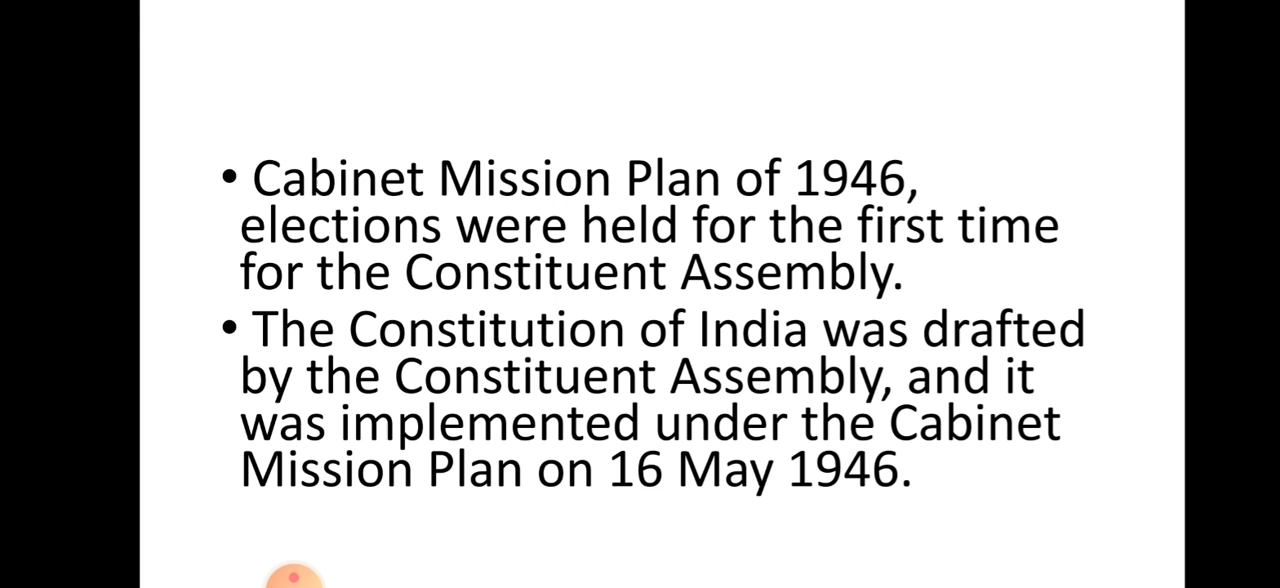 • Cabinet Mission Plan of 1946,
elections were held for the first time
for the Constituent Assembly.
• The Constitution of India was drafted
by the Constituent Assembly, and it
was implemented under the Cabinet
Mission Plan on 16 May 1946.